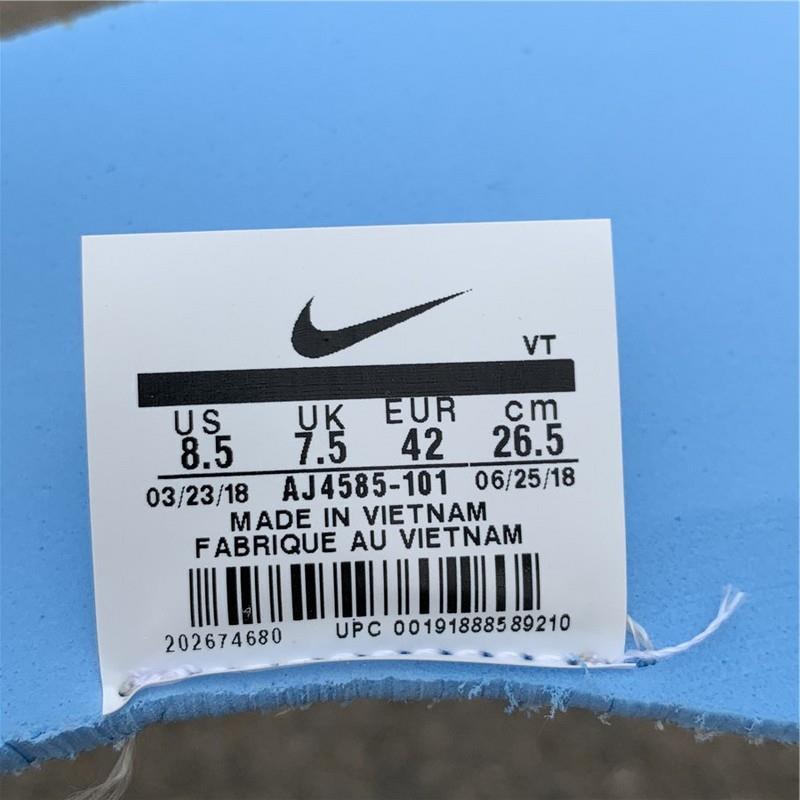 VT
US UK EUR cm
8.5 7.5 42 26.5
03/23/18 AJ4585-101 06/25/18
MADE IN VIETNAM
FABRIQUE AU VIETNAM
202674680 UPC 00191888589210